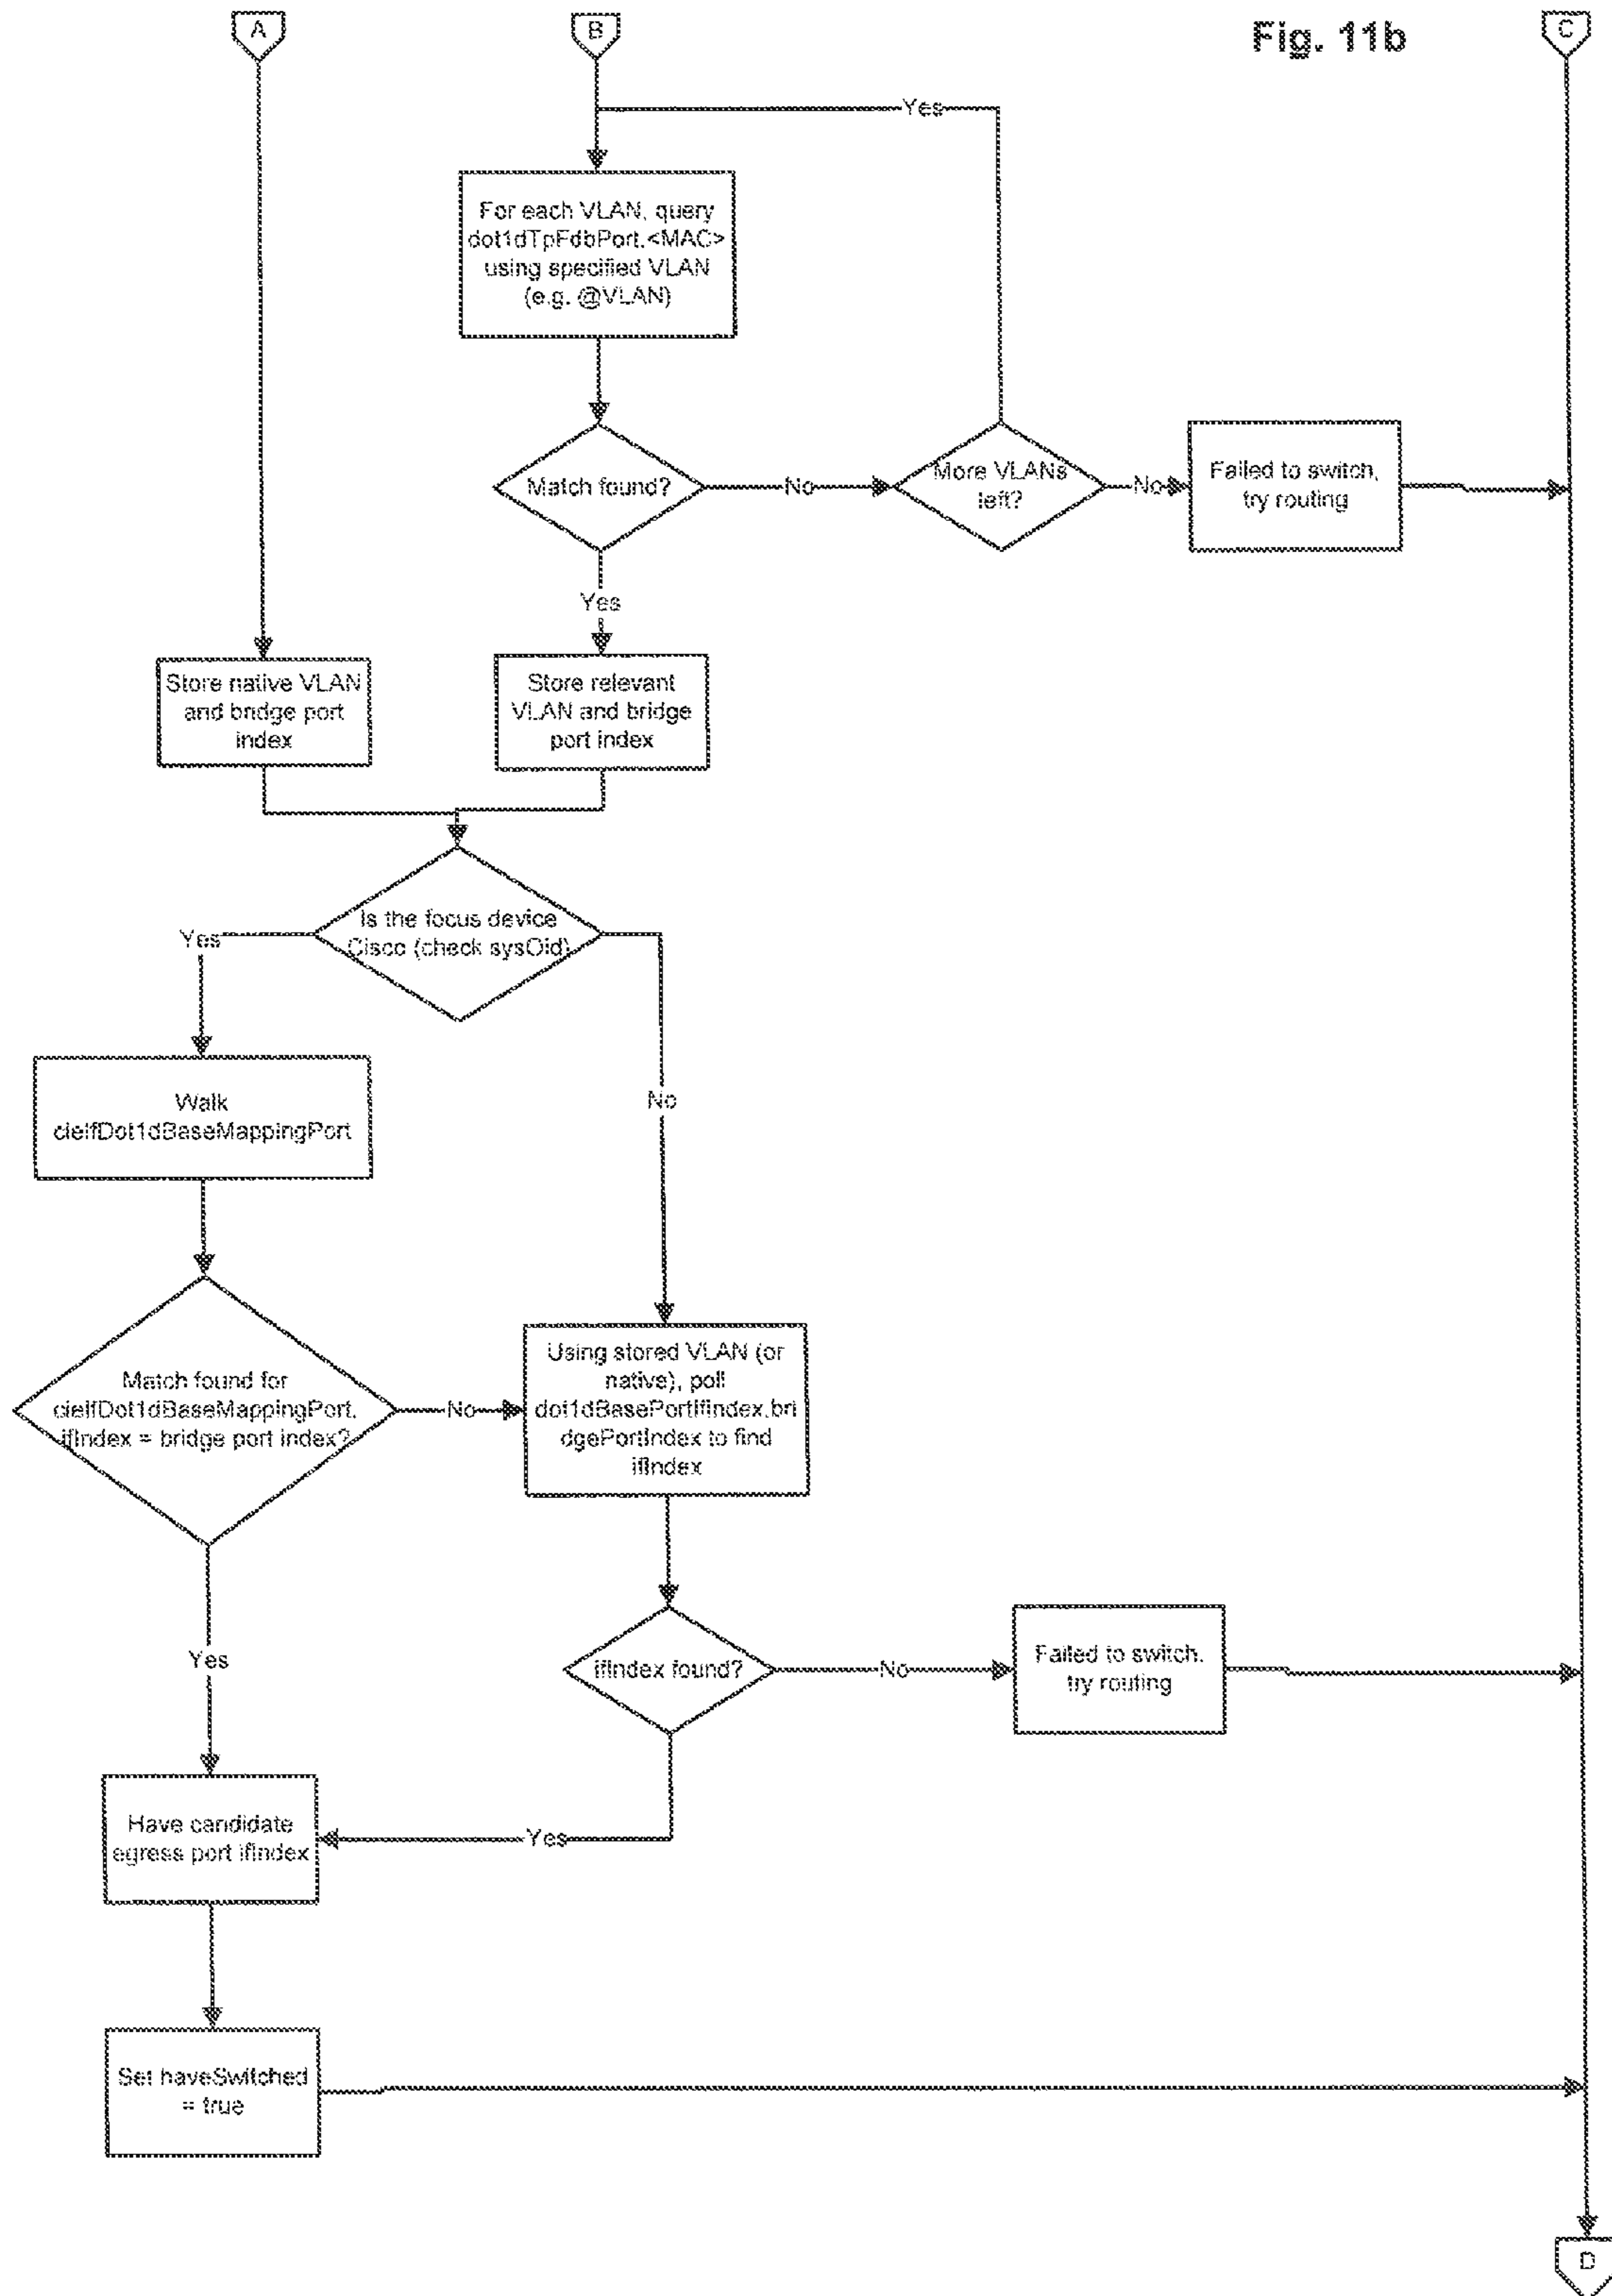 A
B
Fig. 11b
C
Yes
For each VLAN, query
dot1dTpFdbPort.<MAC>
using specified VLAN
(e.g. @VLAN)
Match found?
No
More VLANs
left?
No
Failed to switch,
try routing
Yes
Store native VLAN
and bridge port
index
Store relevant
VLAN and bridge
port index
Is the focus device
Cisco (check sysOid)
Yes
No
Walk
cieIfDot1dBaseMappingPort
Match found for
cieIfDot1dBaseMappingPort.
ifIndex = bridge port index?
No
Using stored VLAN (or
native), poll
dot1dBasePortIfIndex.bri
dgePortIndex to find
ifIndex
Yes
ifIndex found?
No
Failed to switch,
try routing
Have candidate
egress port ifIndex
Yes
Set haveSwitched
= true
D